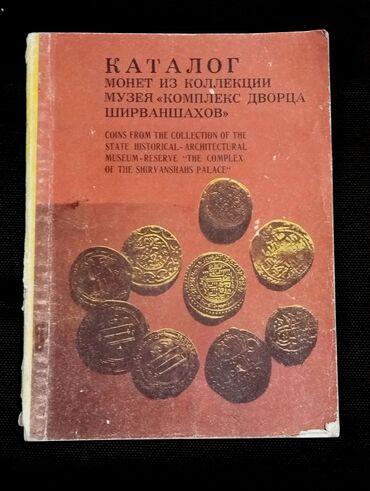 КАТАЛОГ
МОНЕТ ИЗ КОЛЛЕКЦИИ
МУЗЕЯ «КОМПЛЕКС ДВОРЦА
ШИРВАНШАХОВ»
COINS FROM THE COLLECTION OF THE
STATE HISTORICAL-ARCHITECTURAL
MUSEUM-RESERVE "THE COMPLEX
OF THE SHIRVANSHAHS PALACE"